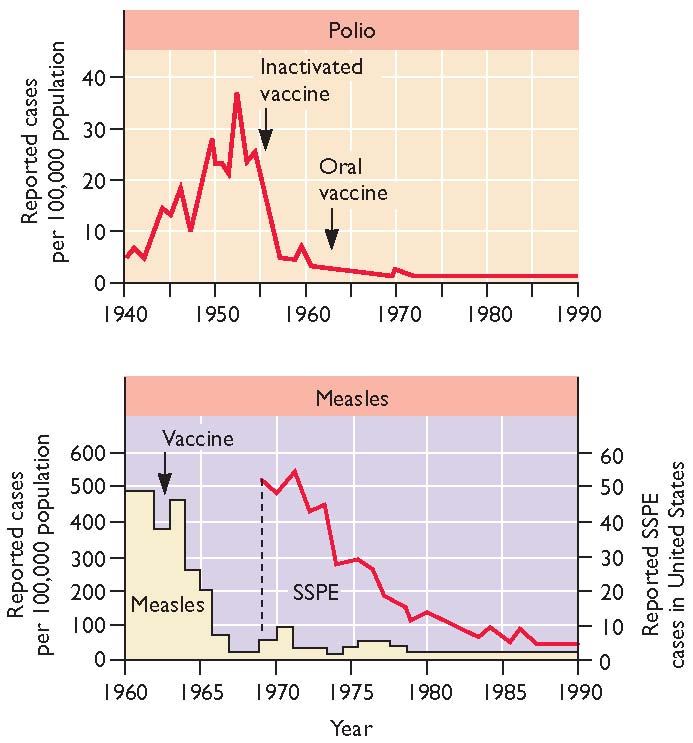 Polio
Reported cases
per 100,000 population
40
30
20
10
0
Inactivated
vaccine
Oral
vaccine
1940 1950 1960 1970 1980 1990
Measles
Reported cases
per 100,000 population
600
500
400
300
200
100
0
Vaccine
Measles
SSPE
60
50
40
30
20
10
0
Reported SSPE
cases in United States
1960 1965 1970 1975 1980 1985 1990
Year